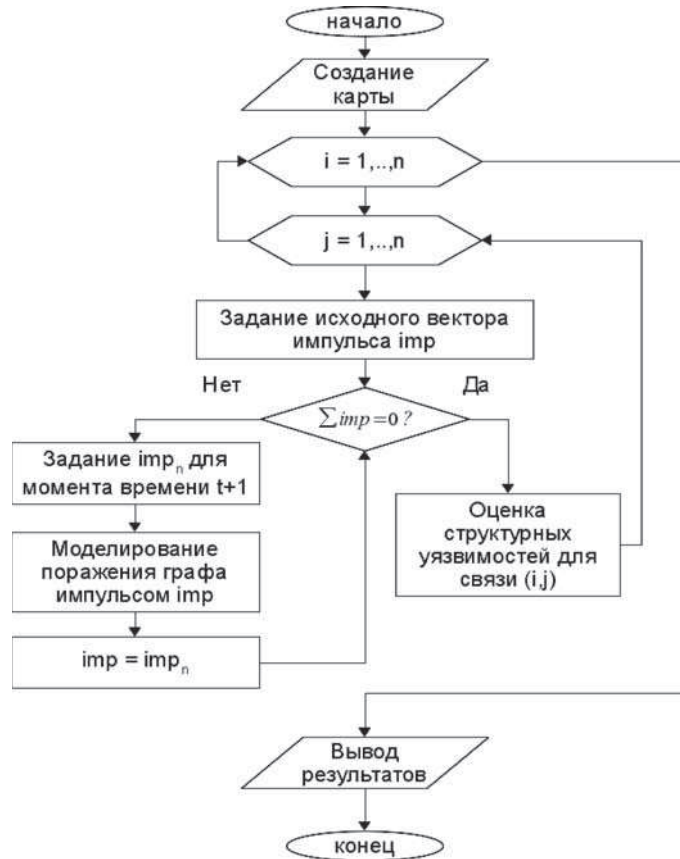 начало
Создание
карты
i = 1,..,n
j = 1,..,n
Задание исходного вектора
импульса imp
Нет
Да
∑imp=0 ?
Задание impₙ для
момента времени t+1
Моделирование
поражения графа
импульсом imp
imp = impₙ
Оценка
структурных
уязвимостей для
связи (i,j)
Вывод
результатов
конец